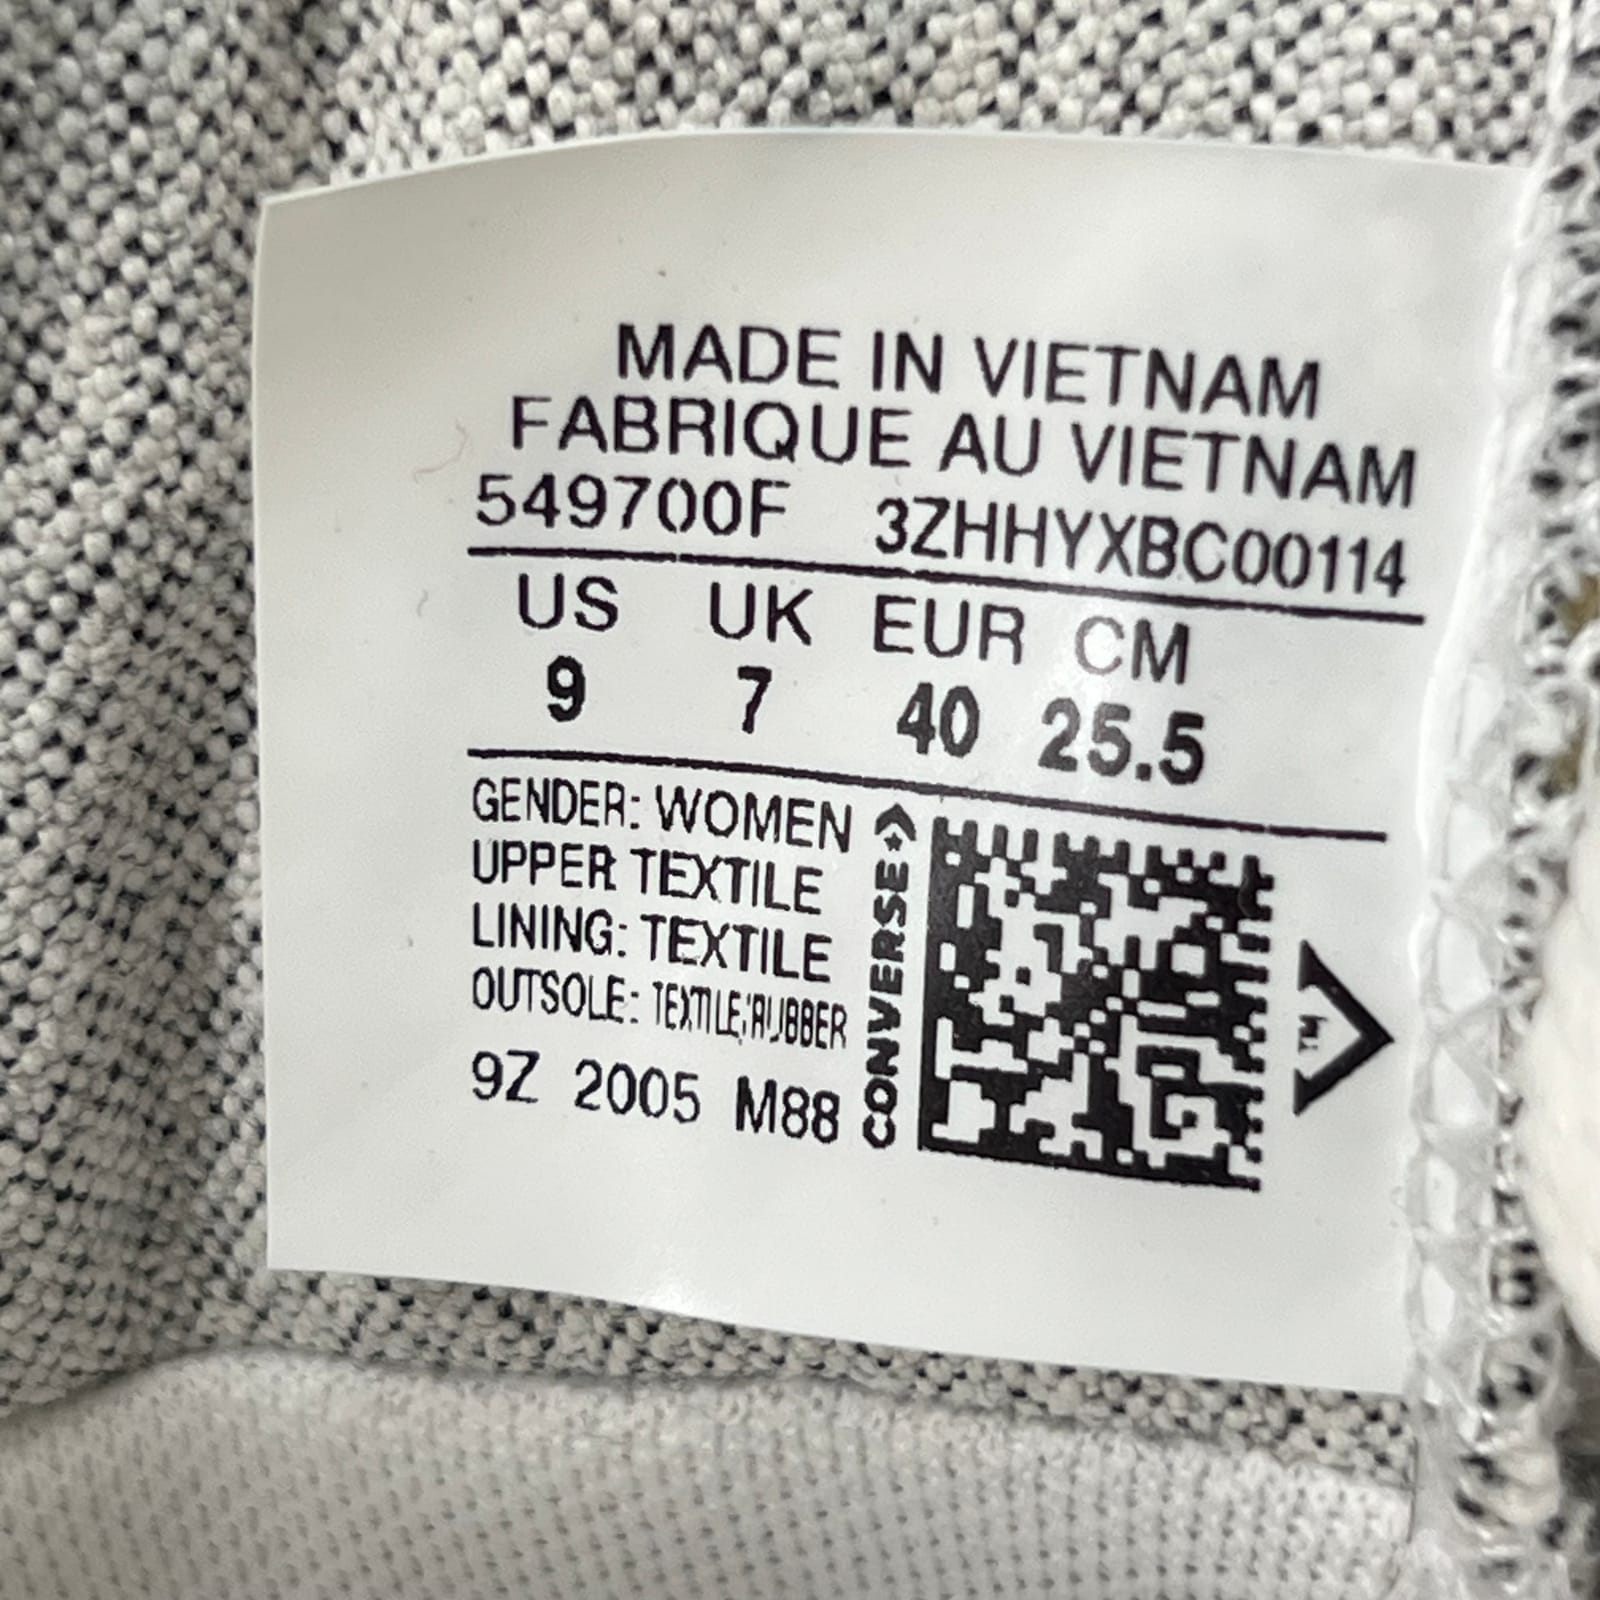 MADE IN VIETNAM
FABRIQUE AU VIETNAM
549700F 3ZHHYXBC00114
US UK EUR CM
9 7 40 25.5
GENDER: WOMEN
UPPER TEXTILE
LINING: TEXTILE
OUTSOLE: TEXTILE/RUBBER
9Z 2005 M88
CONVERSE
TM